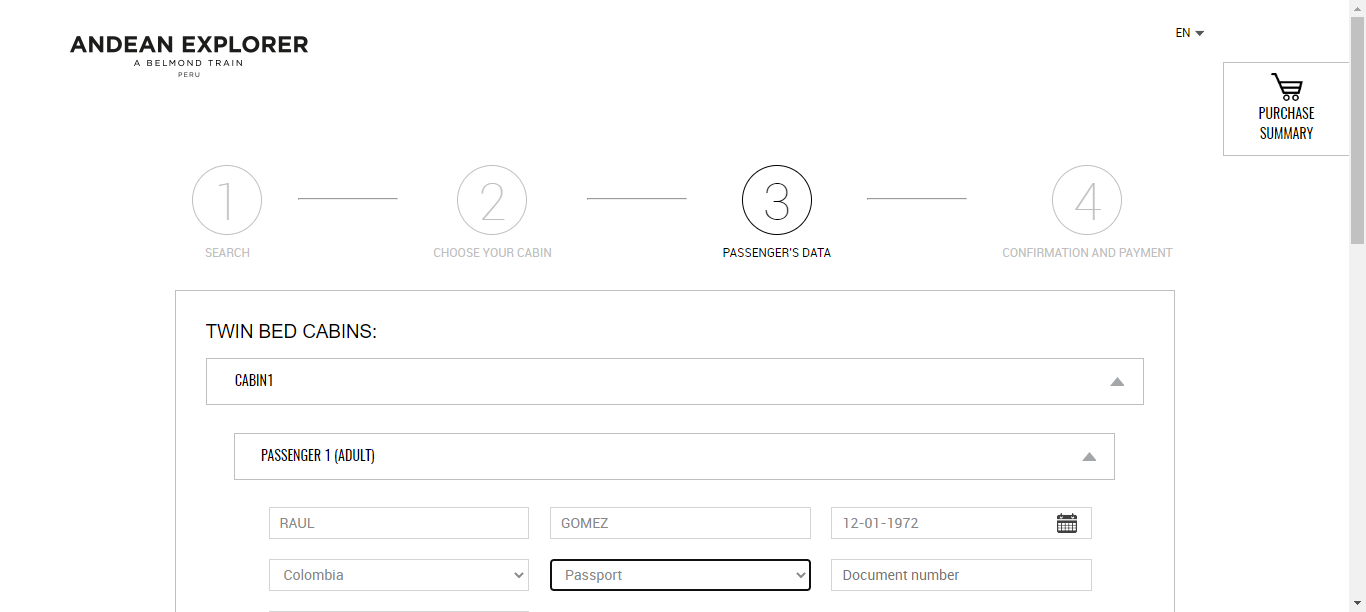 ANDEAN EXPLORER
A BELMOND TRAIN
PERU
EN
PURCHASE
SUMMARY
1
2
3
4
SEARCH
CHOOSE YOUR CABIN
PASSENGER'S DATA
CONFIRMATION AND PAYMENT
TWIN BED CABINS:
CABIN1
PASSENGER 1 (ADULT)
RAUL
GOMEZ
12-01-1972
Colombia
Passport
Document number